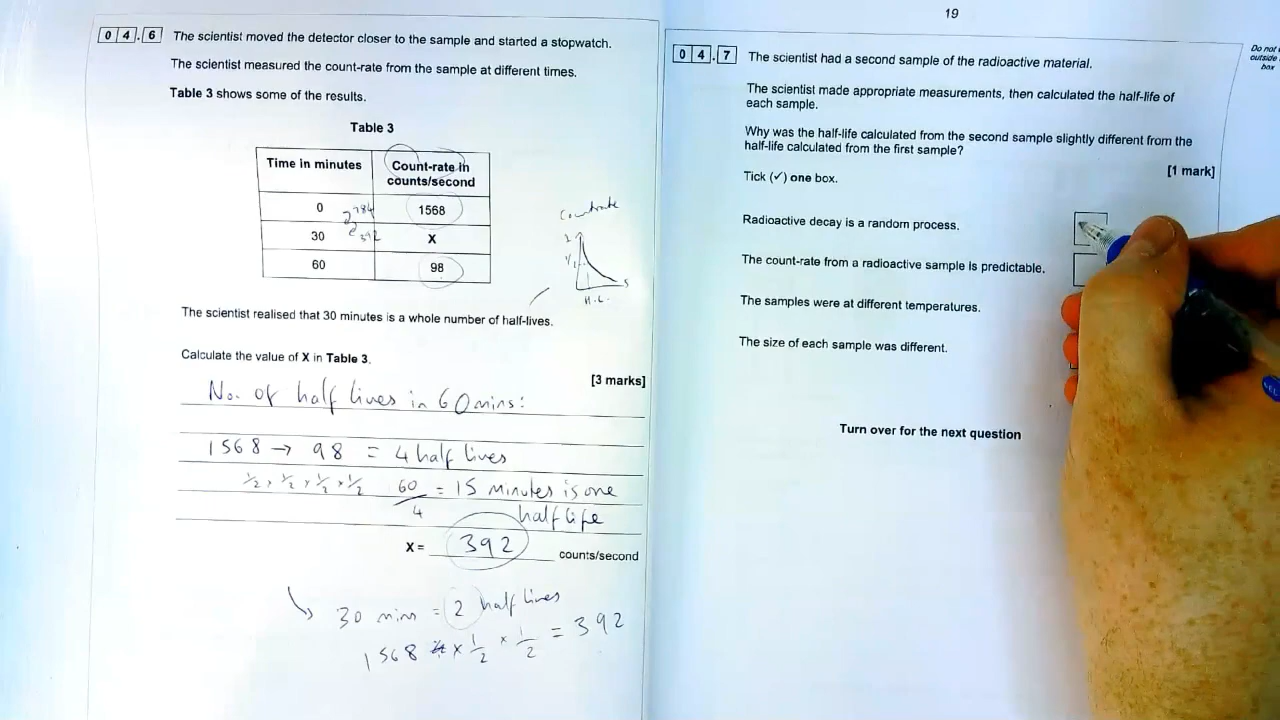 0 4 . 6 The scientist moved the detector closer to the sample and started a stopwatch.
The scientist measured the count-rate from the sample at different times.
Table 3 shows some of the results.
Table 3
Time in minutes Count-rate in counts/second
0 1568
784
30 X
392
60 98
Count rate
1
1/2
H.L.
The scientist realised that 30 minutes is a whole number of half-lives.
Calculate the value of X in Table 3.
[3 marks]
No. of half lives in 60 mins:
1568 → 98 = 4 half lives
1/2 × 1/2 × 1/2 × 1/2 60/4 = 15 minutes is one
half life
X = 392 counts/second
30 mins = 2 half lives
1568 × 1/2 × 1/2 = 392
19
Do not
outside
box
0 4 . 7 The scientist had a second sample of the radioactive material.
The scientist made appropriate measurements, then calculated the half-life of
each sample.
Why was the half-life calculated from the second sample slightly different from the
half-life calculated from the first sample?
[1 mark]
Tick (✓) one box.
Radioactive decay is a random process.
The count-rate from a radioactive sample is predictable.
The samples were at different temperatures.
The size of each sample was different.
Turn over for the next question